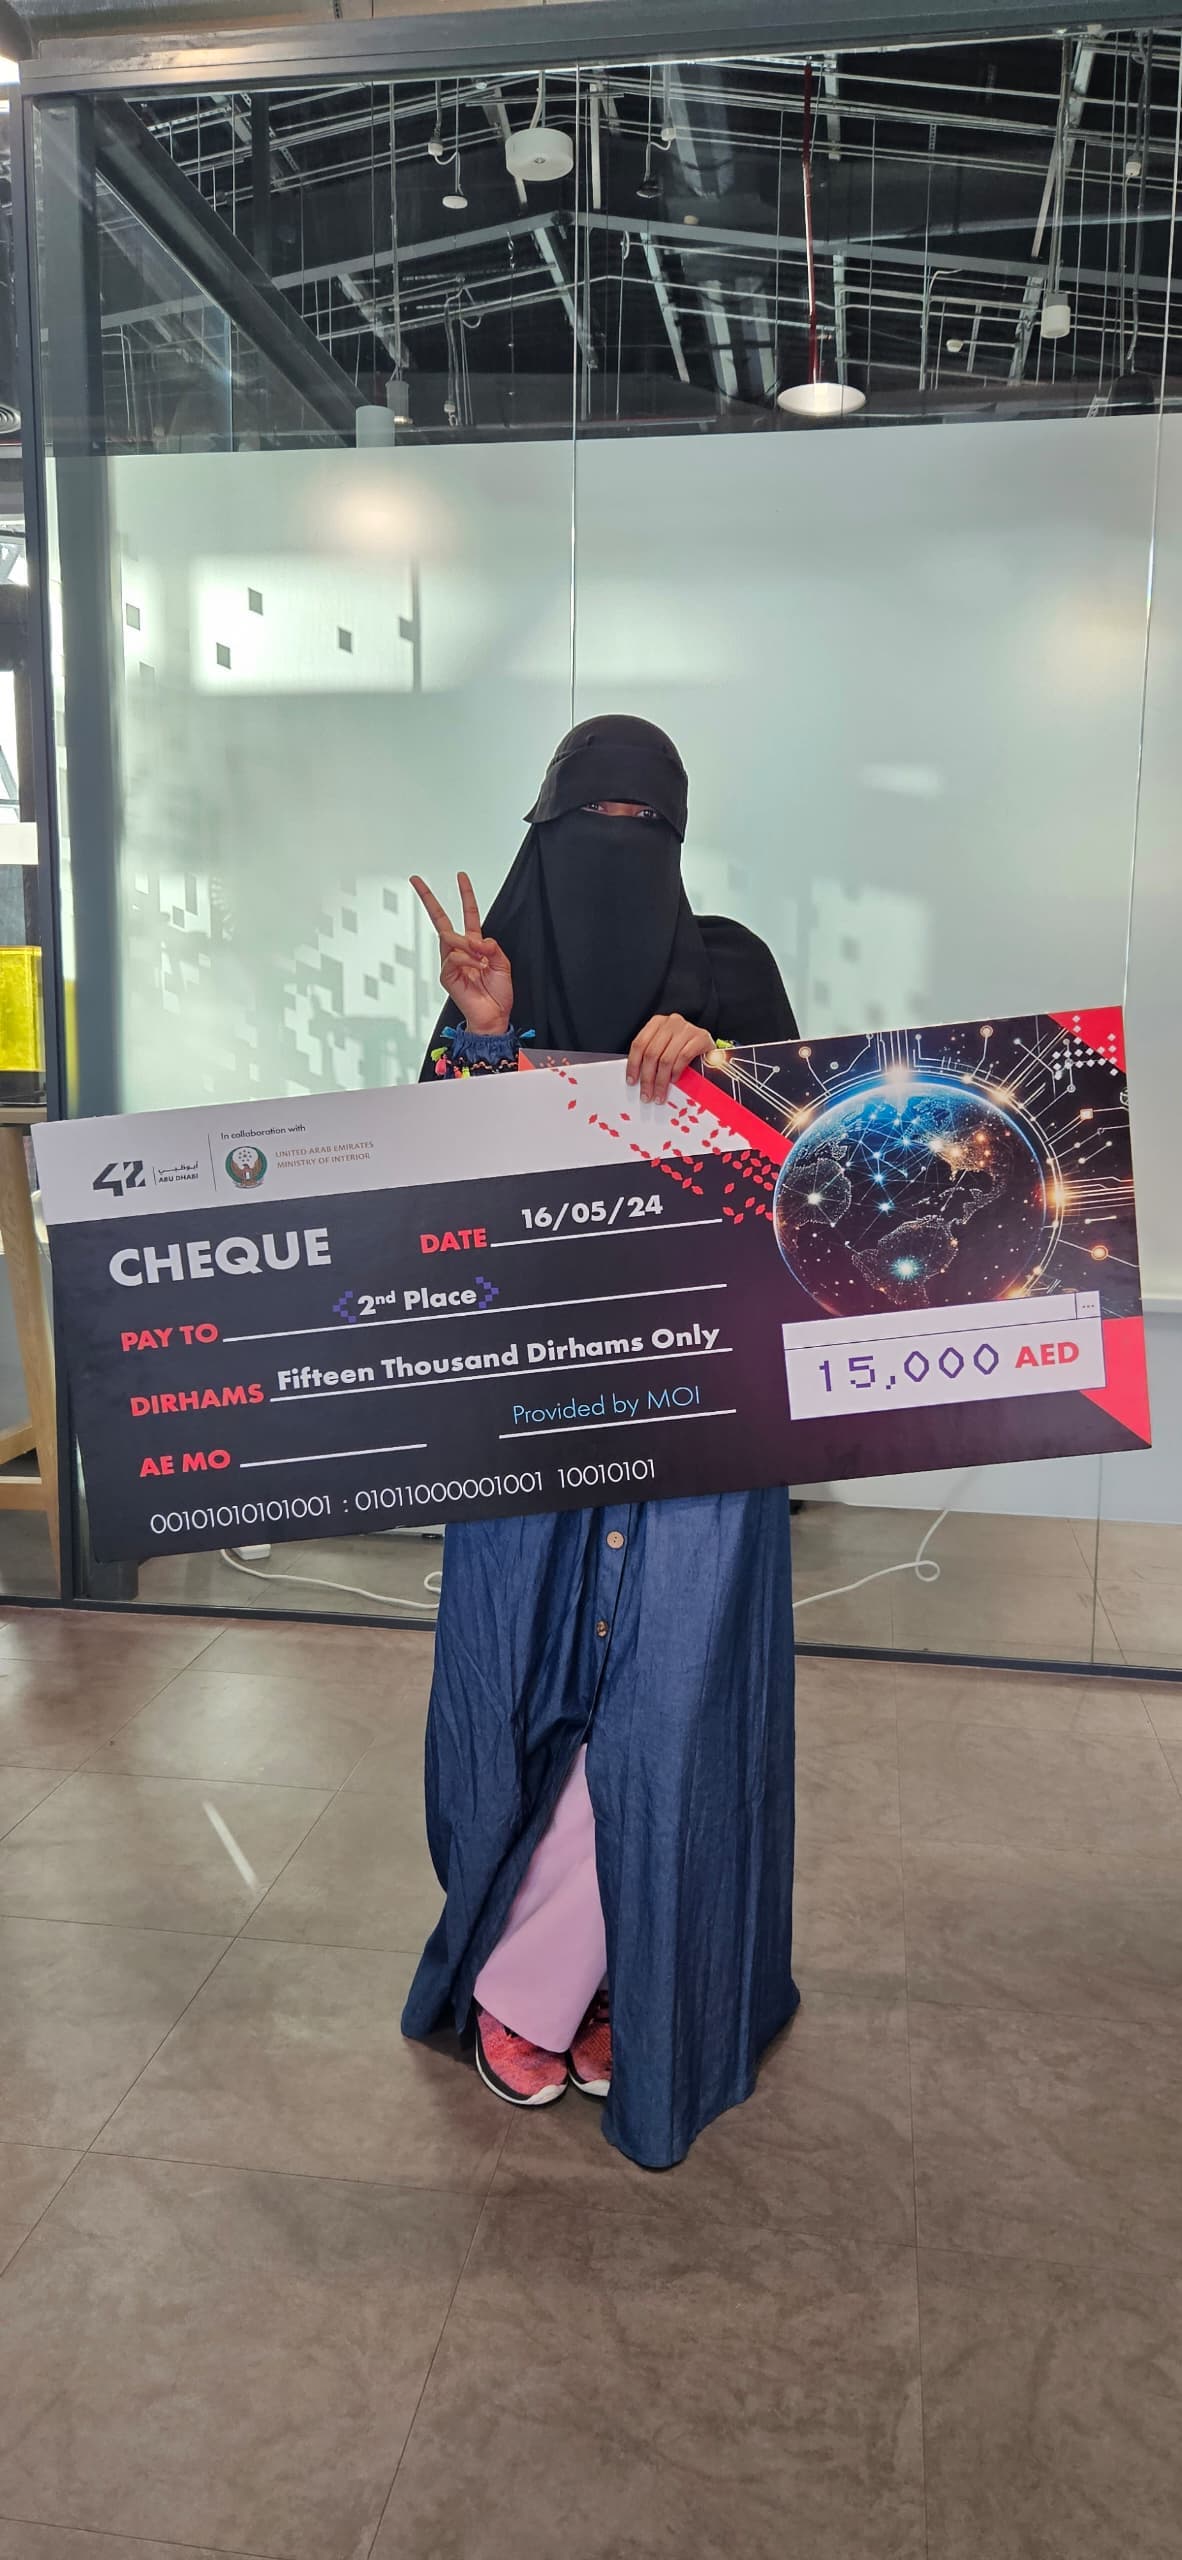 In collaboration with
42
أبوظبي
ABU DHABI
UNITED ARAB EMIRATES
MINISTRY OF INTERIOR
CHEQUE
DATE 16/05/24
PAY TO 2nd Place
DIRHAMS Fifteen Thousand Dirhams Only
15,000 AED
AE MO
Provided by MOI
00101010101001 : 01011000001001 10010101